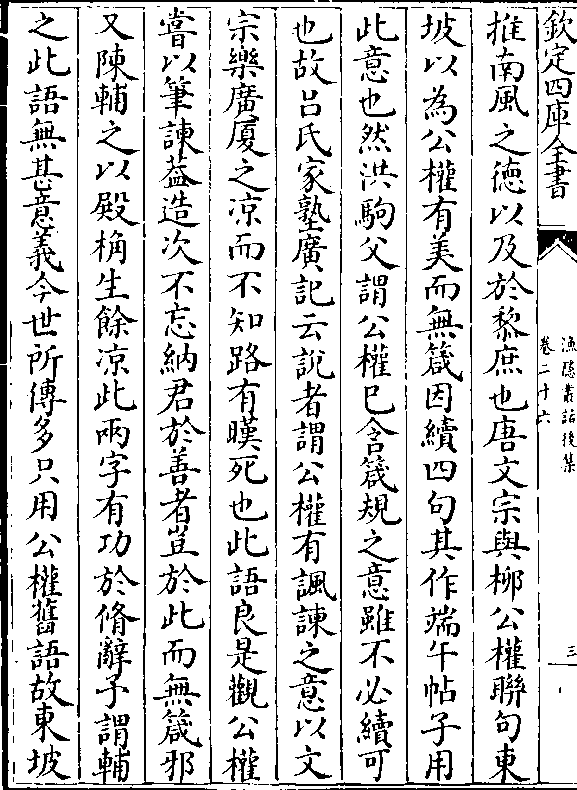 欽定四庫全書
漁隱叢話後集
卷二十六
三
推南風之徳以及於黎庶也唐文宗與栁公權聯句東
坡以為公權有美而無箴因續四句其作端午帖子用
此意也然洪駒父謂公權已含箴規之意雖不必續可
也故吕氏家塾廣記云說者謂公權有諷諫之意以文
宗樂廣厦之凉而不知路有暍死也此語良是觀公權
嘗以筆諫葢造次不忘納君於善者豈於此而無箴邪
又陳輔之以殿桷生餘凉此兩字有功於脩辭予謂輔
之此語無甚意義今世所傳多只用公權舊語故東坡